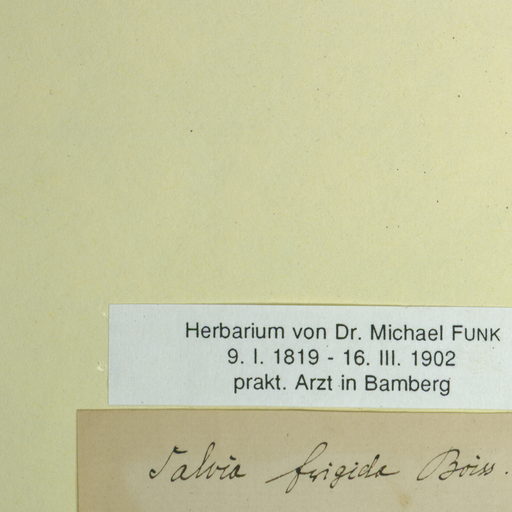 Herbarium von Dr. Michael FUNK
9. I. 1819 - 16. III. 1902
prakt. Arzt in Bamberg
Salvia frigida Boiss.